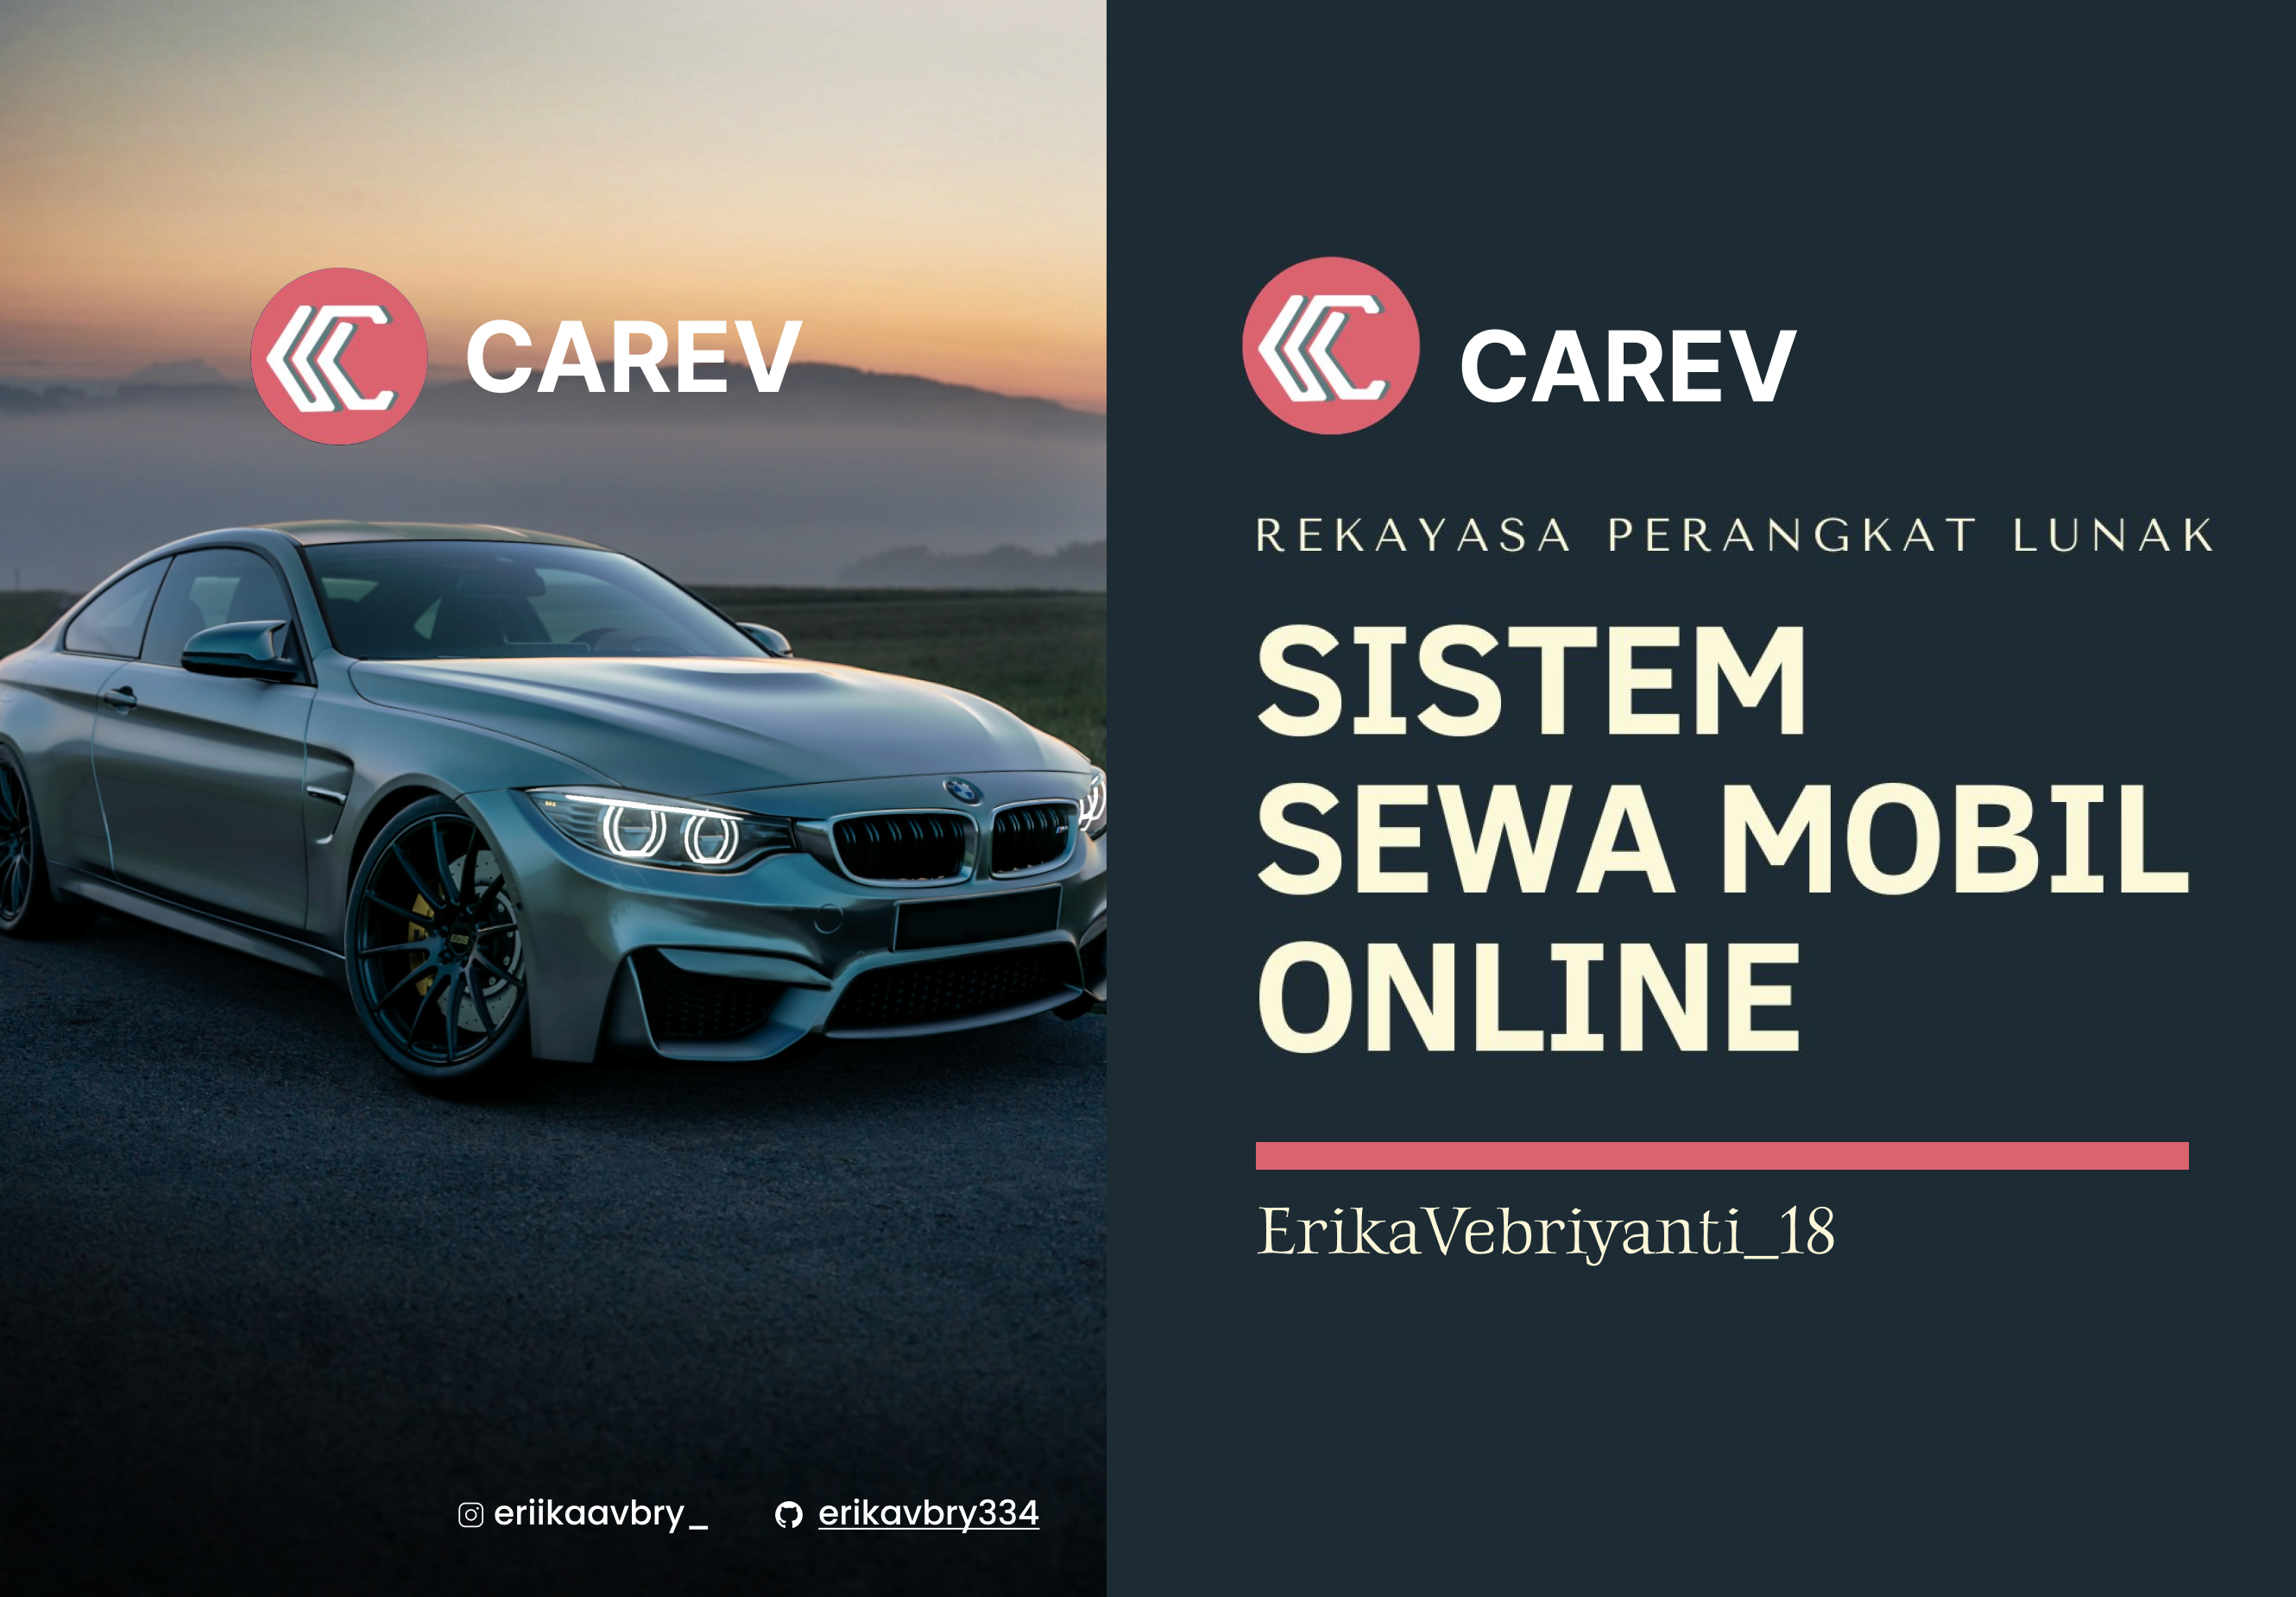 CAREV
eriikaavbry_
erikavbry334
CAREV
REKAYASA PERANGKAT LUNAK
SISTEM
SEWA MOBIL
ONLINE
ErikaVebriyanti_18